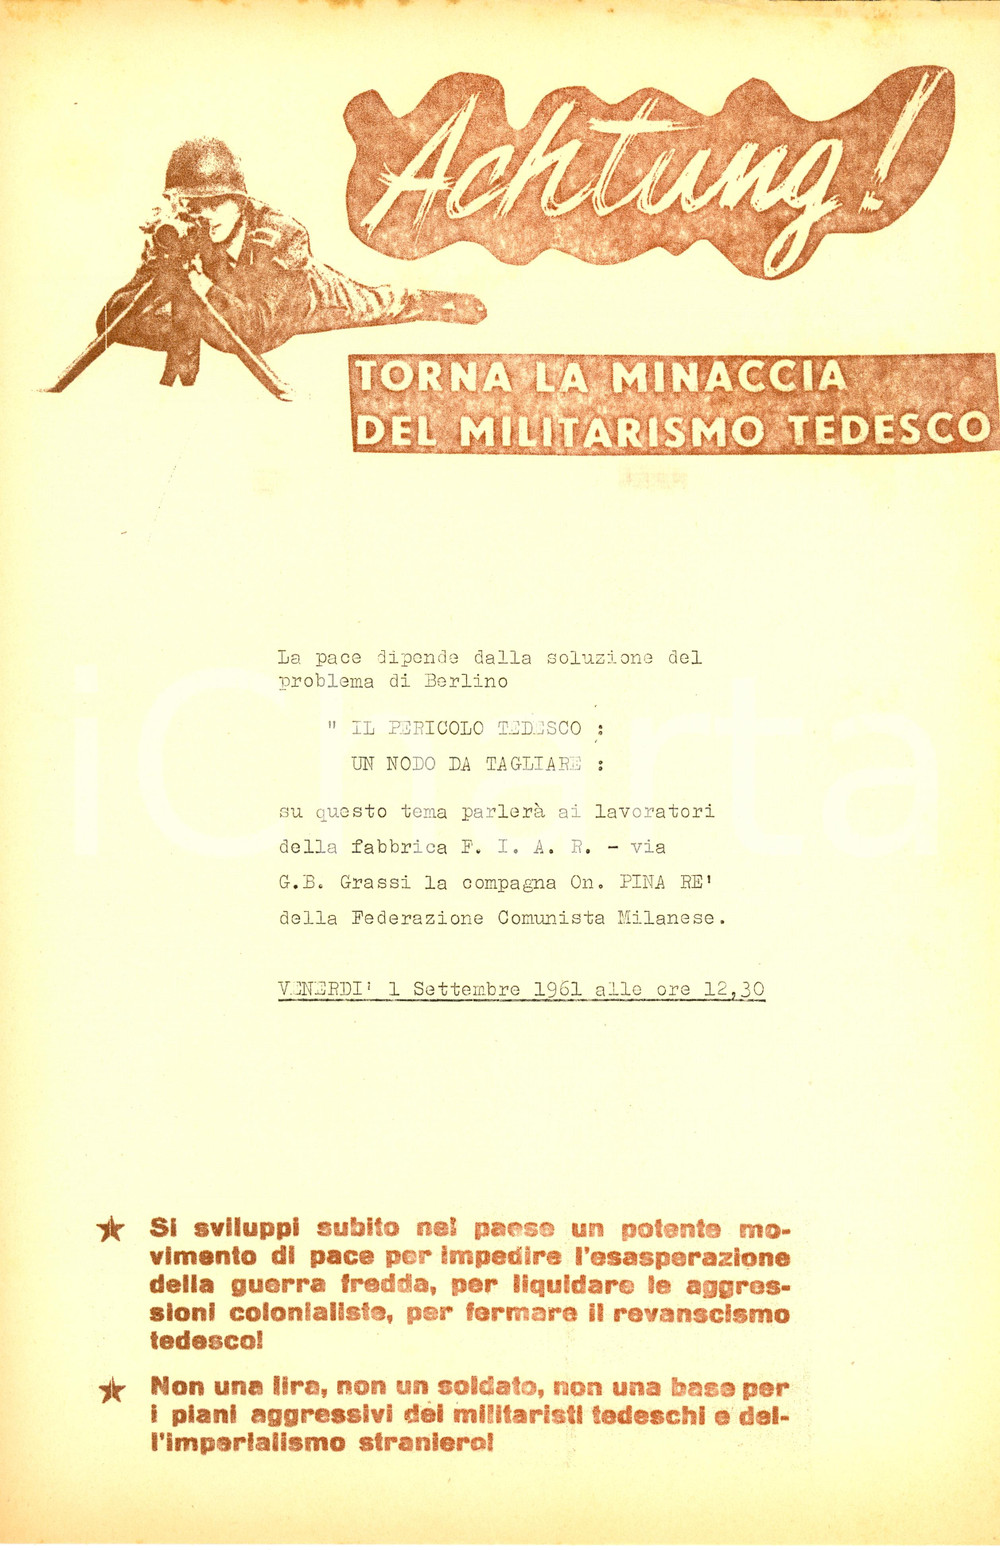 Achtung!
TORNA LA MINACCIA
DEL MILITARISMO TEDESCO
La pace dipende dalla soluzione del
problema di Berlino
" IL PERICOLO TEDESCO :
UN NODO DA TAGLIARE :
su questo tema parlerà ai lavoratori
della fabbrica F. I. A. R. - via
G.B. Grassi la compagna On. PINA RE'
della Federazione Comunista Milanese.
VENERDI' 1 Settembre 1961 alle ore 12,30
Si sviluppi subito nel paese un potente mo-
vimento di pace per impedire l'esasperazione
della guerra fredda, per liquidare le aggres-
sioni colonialiste, per fermare il revanscismo
tedesco!
Non una lira, non un soldato, non una base per
i piani aggressivi dei militaristi tedeschi e del-
l'imperialismo straniero!
iCharta